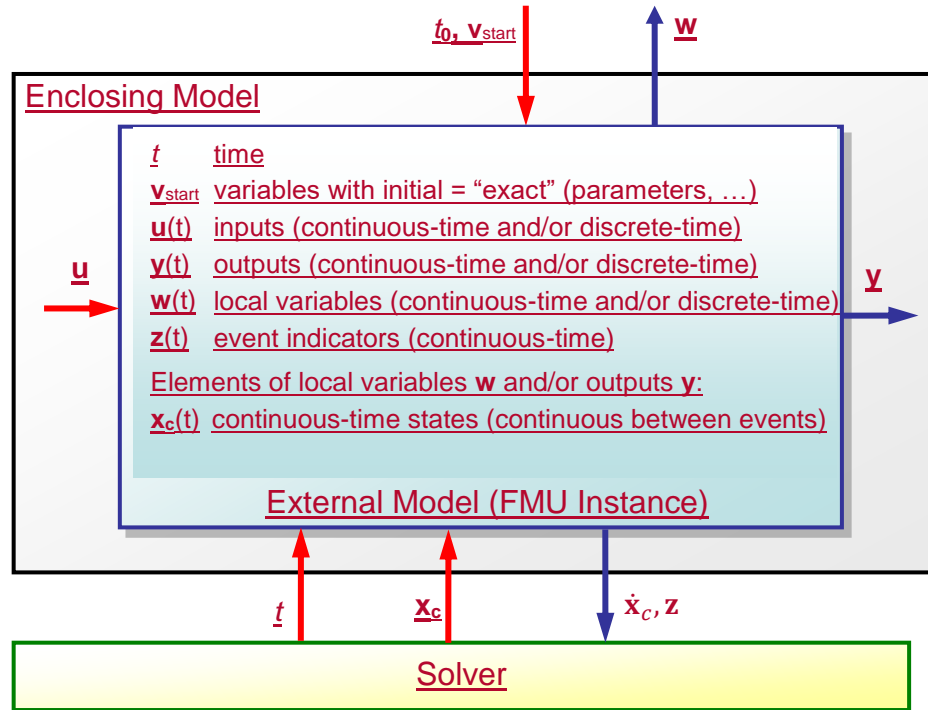 t0, vstart
w
Enclosing Model
t time
vstart variables with initial = “exact” (parameters, …)
u(t) inputs (continuous-time and/or discrete-time)
y(t) outputs (continuous-time and/or discrete-time)
u
y
w(t) local variables (continuous-time and/or discrete-time)
z(t) event indicators (continuous-time)
Elements of local variables w and/or outputs y:
xc(t) continuous-time states (continuous between events)
External Model (FMU Instance)
t
xc
ẋc, z
Solver